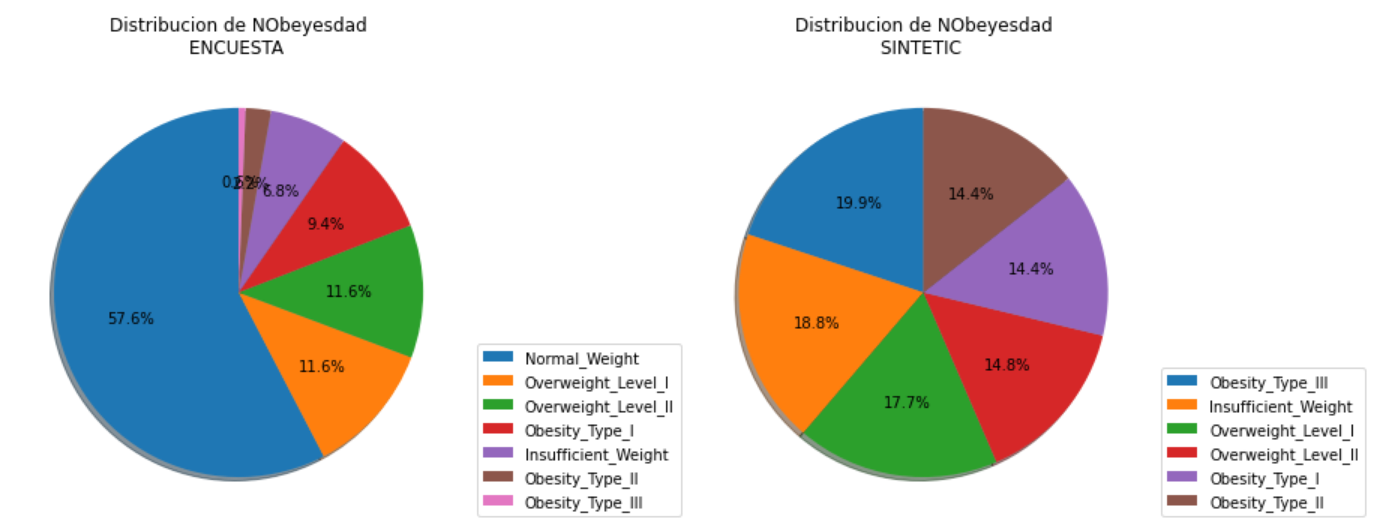 Distribucion de NObeyesdad
ENCUESTA
6.8%
9.4%
11.6%
11.6%
57.6%
Normal_Weight
Overweight_Level_I
Overweight_Level_II
Obesity_Type_I
Insufficient_Weight
Obesity_Type_II
Obesity_Type_III
Distribucion de NObeyesdad
SINTETIC
19.9%
14.4%
14.4%
18.8%
14.8%
17.7%
Obesity_Type_III
Insufficient_Weight
Overweight_Level_I
Overweight_Level_II
Obesity_Type_I
Obesity_Type_II